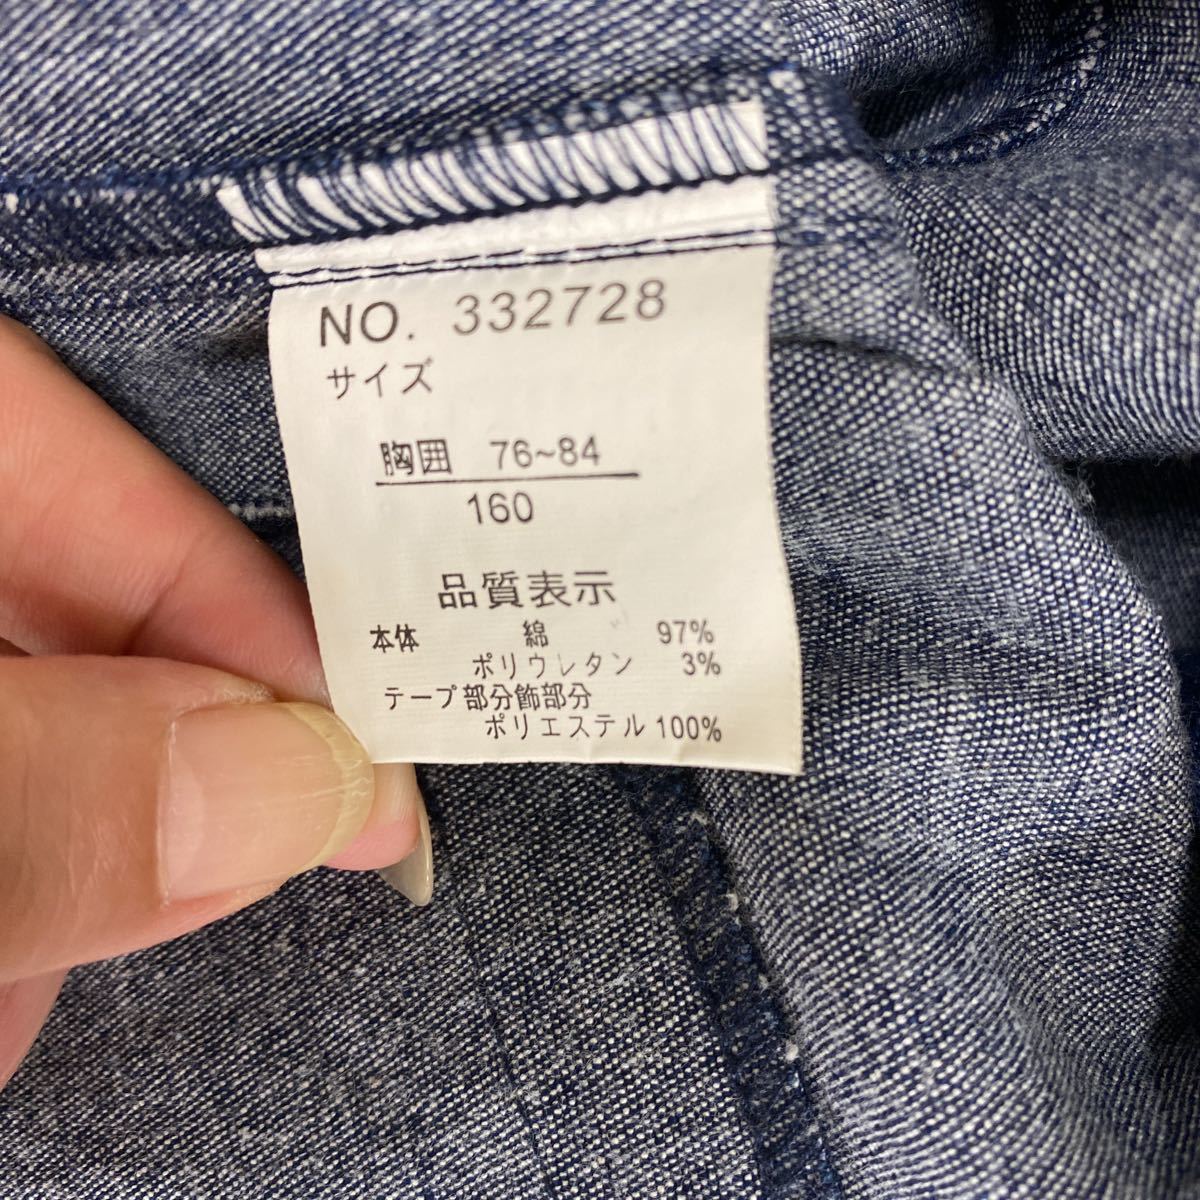 NO. 332728
サイズ
胸囲 76~84
160
品質表示
本体 綿 97%
ポリウレタン 3%
テープ部分飾部分
ポリエステル 100%